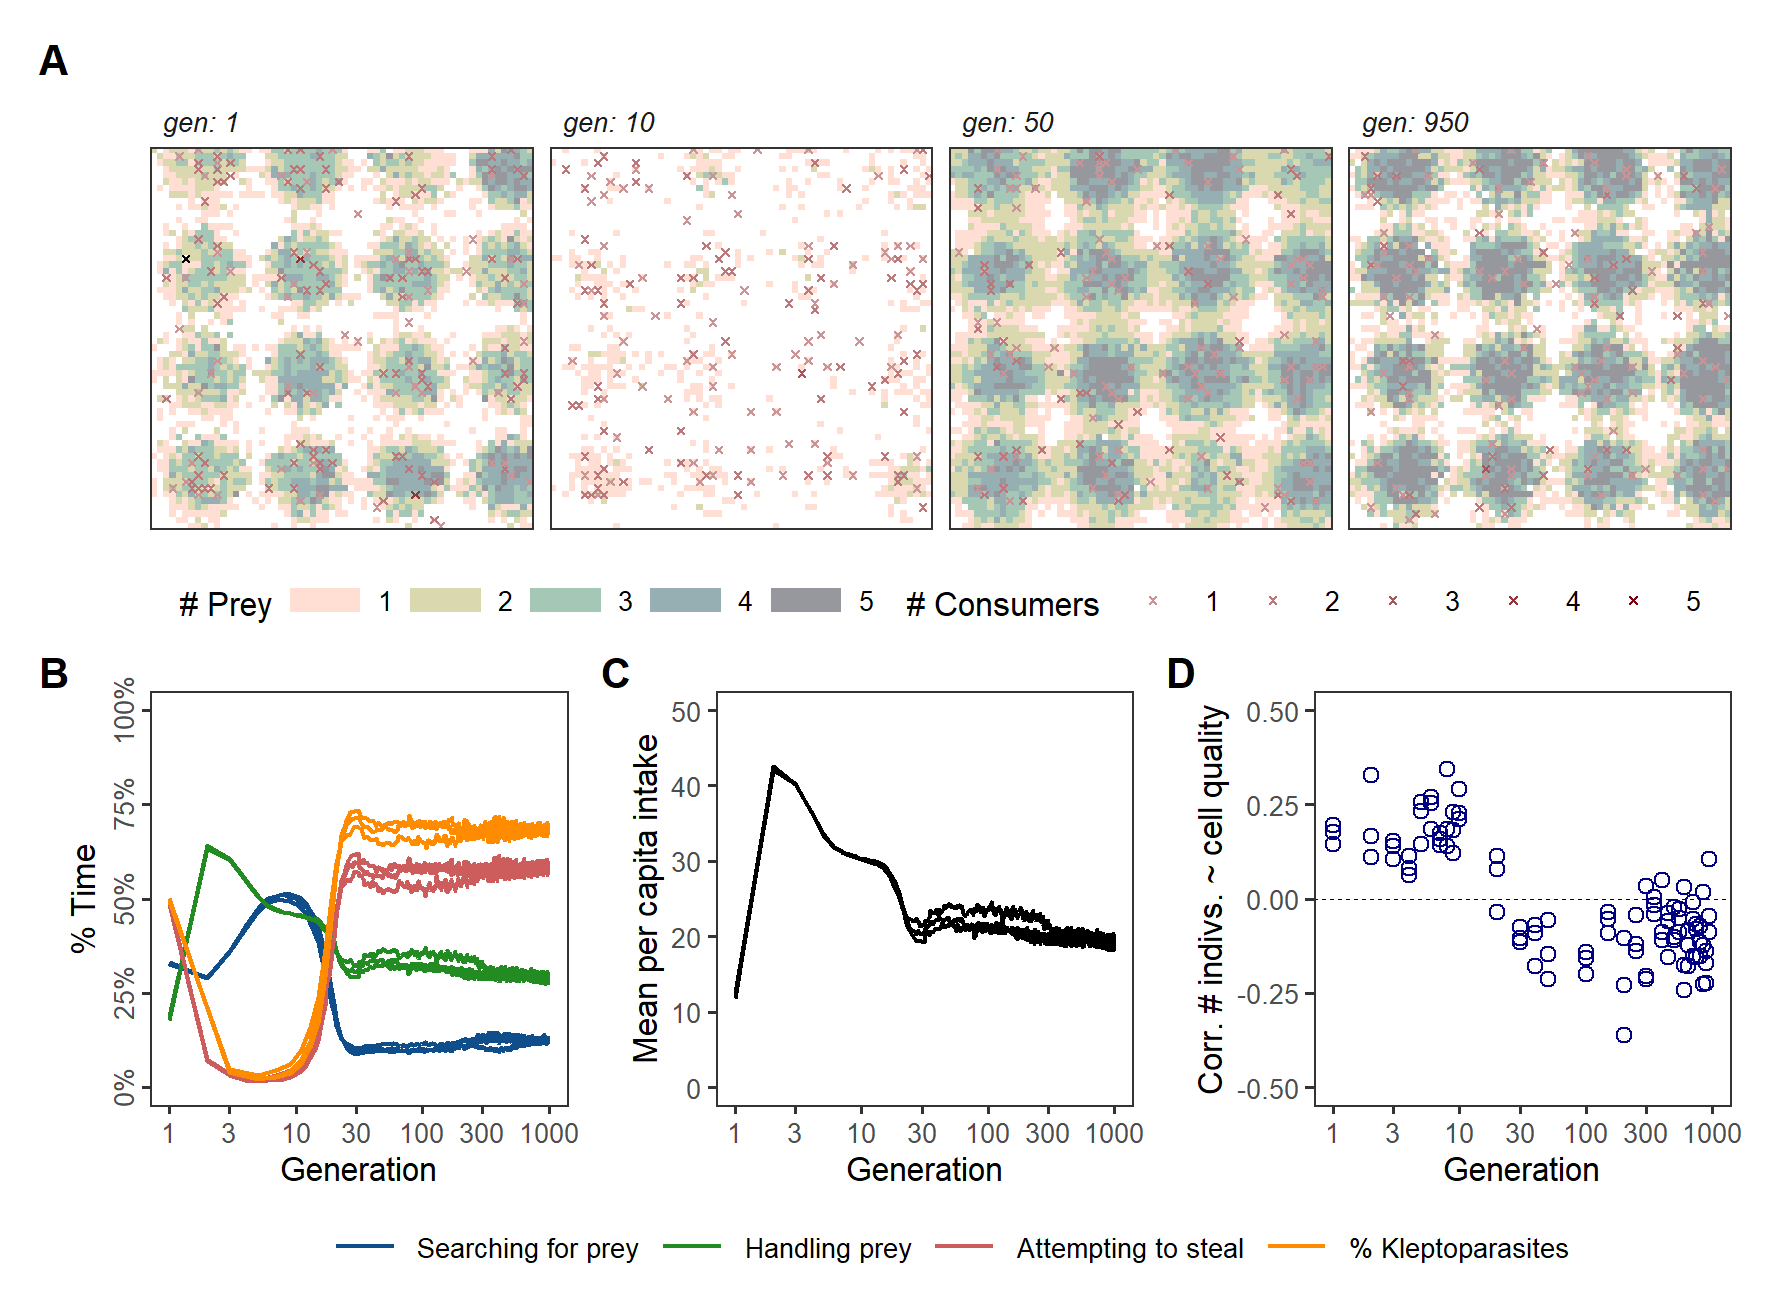 A
gen: 1 gen: 10 gen: 50 gen: 950
# Prey 1 2 3 4 5 # Consumers 1 2 3 4 5
B
% Time
100%
75%
50%
25%
0%
1 3 10 30 100 300 1000
Generation
C
Mean per capita intake
50
40
30
20
10
0
1 3 10 30 100 300 1000
Generation
D
Corr. # indivs. ~ cell quality
0.50
0.25
0.00
-0.25
-0.50
1 3 10 30 100 300 1000
Generation
Searching for prey Handling prey Attempting to steal % Kleptoparasites